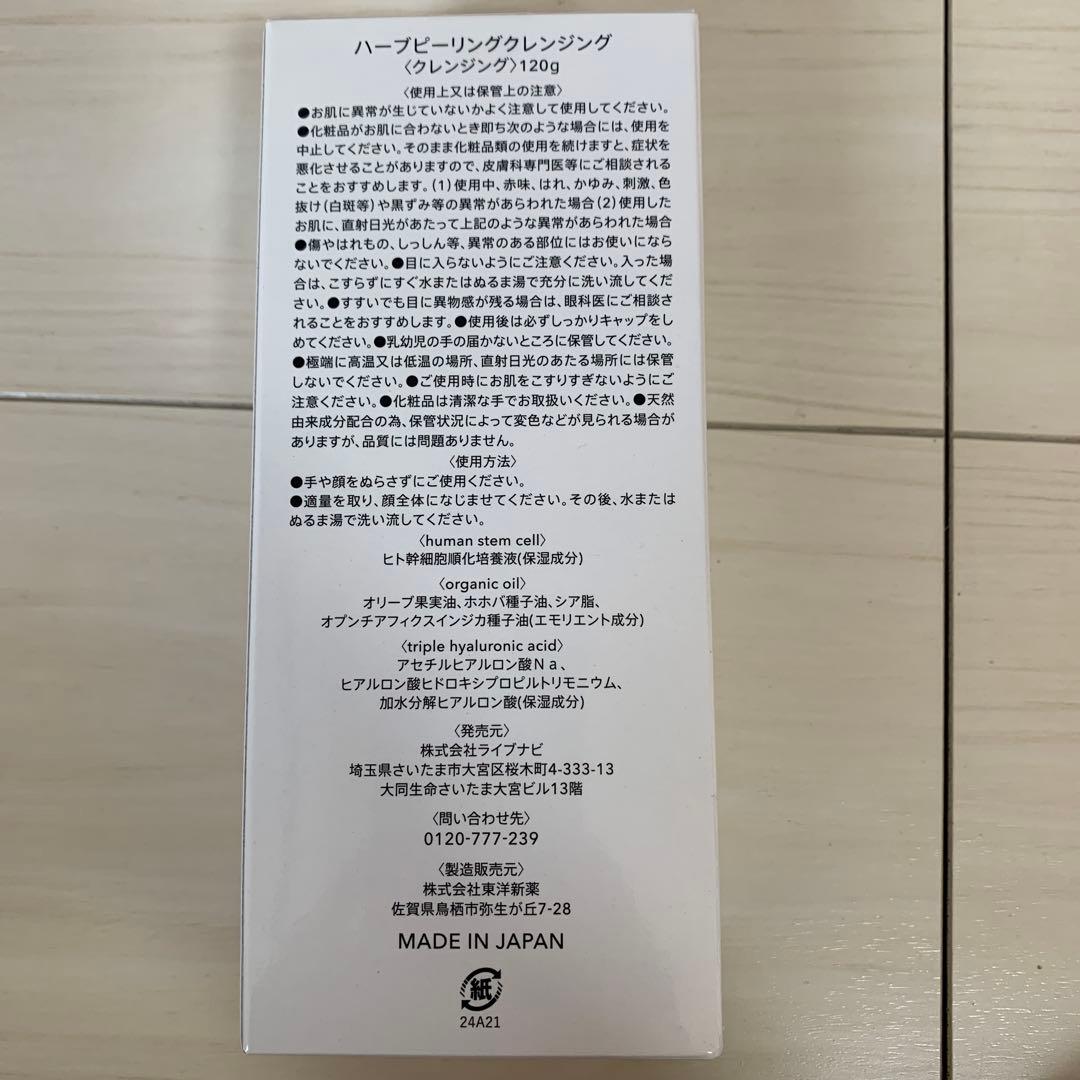 ハーブピーリングクレンジング
〈クレンジング〉120g
〈使用上又は保管上の注意〉
●お肌に異常が生じていないかよく注意して使用してください。
●化粧品がお肌に合わないとき即ち次のような場合には、使用を
中止してください。そのまま化粧品類の使用を続けますと、症状を
悪化させることがありますので、皮膚科専門医等にご相談される
ことをおすすめします。(1)使用中、赤味、はれ、かゆみ、刺激、色
抜け(白斑等)や黒ずみ等の異常があらわれた場合(2)使用した
お肌に、直射日光があたって上記のような異常があらわれた場合
●傷やはれもの、しっしん等、異常のある部位にはお使いになら
ないでください。●目に入らないようにご注意ください。入った場
合は、こすらずにすぐ水またはぬるま湯で充分に洗い流してくだ
さい。●すすいでも目に異物感が残る場合は、眼科医にご相談さ
れることをおすすめします。●使用後は必ずしっかりキャップをし
めてください。●乳幼児の手の届かないところに保管してください。
●極端に高温又は低温の場所、直射日光のあたる場所には保管
しないでください。●ご使用時にお肌をこすりすぎないようにご
注意ください。●化粧品は清潔な手でお取扱いください。●天然
由来成分配合の為、保管状況によって変色などが見られる場合が
ありますが、品質には問題ありません。
〈使用方法〉
●手や顔をぬらさずにご使用ください。
●適量を取り、顔全体になじませてください。その後、水または
ぬるま湯で洗い流してください。
〈human stem cell〉
ヒト幹細胞順化培養液(保湿成分)
〈organic oil〉
オリーブ果実油、ホホバ種子油、シア脂、
オプンチアフィクスインジカ種子油(エモリエント成分)
〈triple hyaluronic acid〉
アセチルヒアルロン酸Na、
ヒアルロン酸ヒドロキシプロピルトリモニウム、
加水分解ヒアルロン酸(保湿成分)
〈発売元〉
株式会社ライブナビ
埼玉県さいたま市大宮区桜木町4-333-13
大同生命さいたま大宮ビル13階
〈問い合わせ先〉
0120-777-239
〈製造販売元〉
株式会社東洋新薬
佐賀県鳥栖市弥生が丘7-28
MADE IN JAPAN
紙
24A21